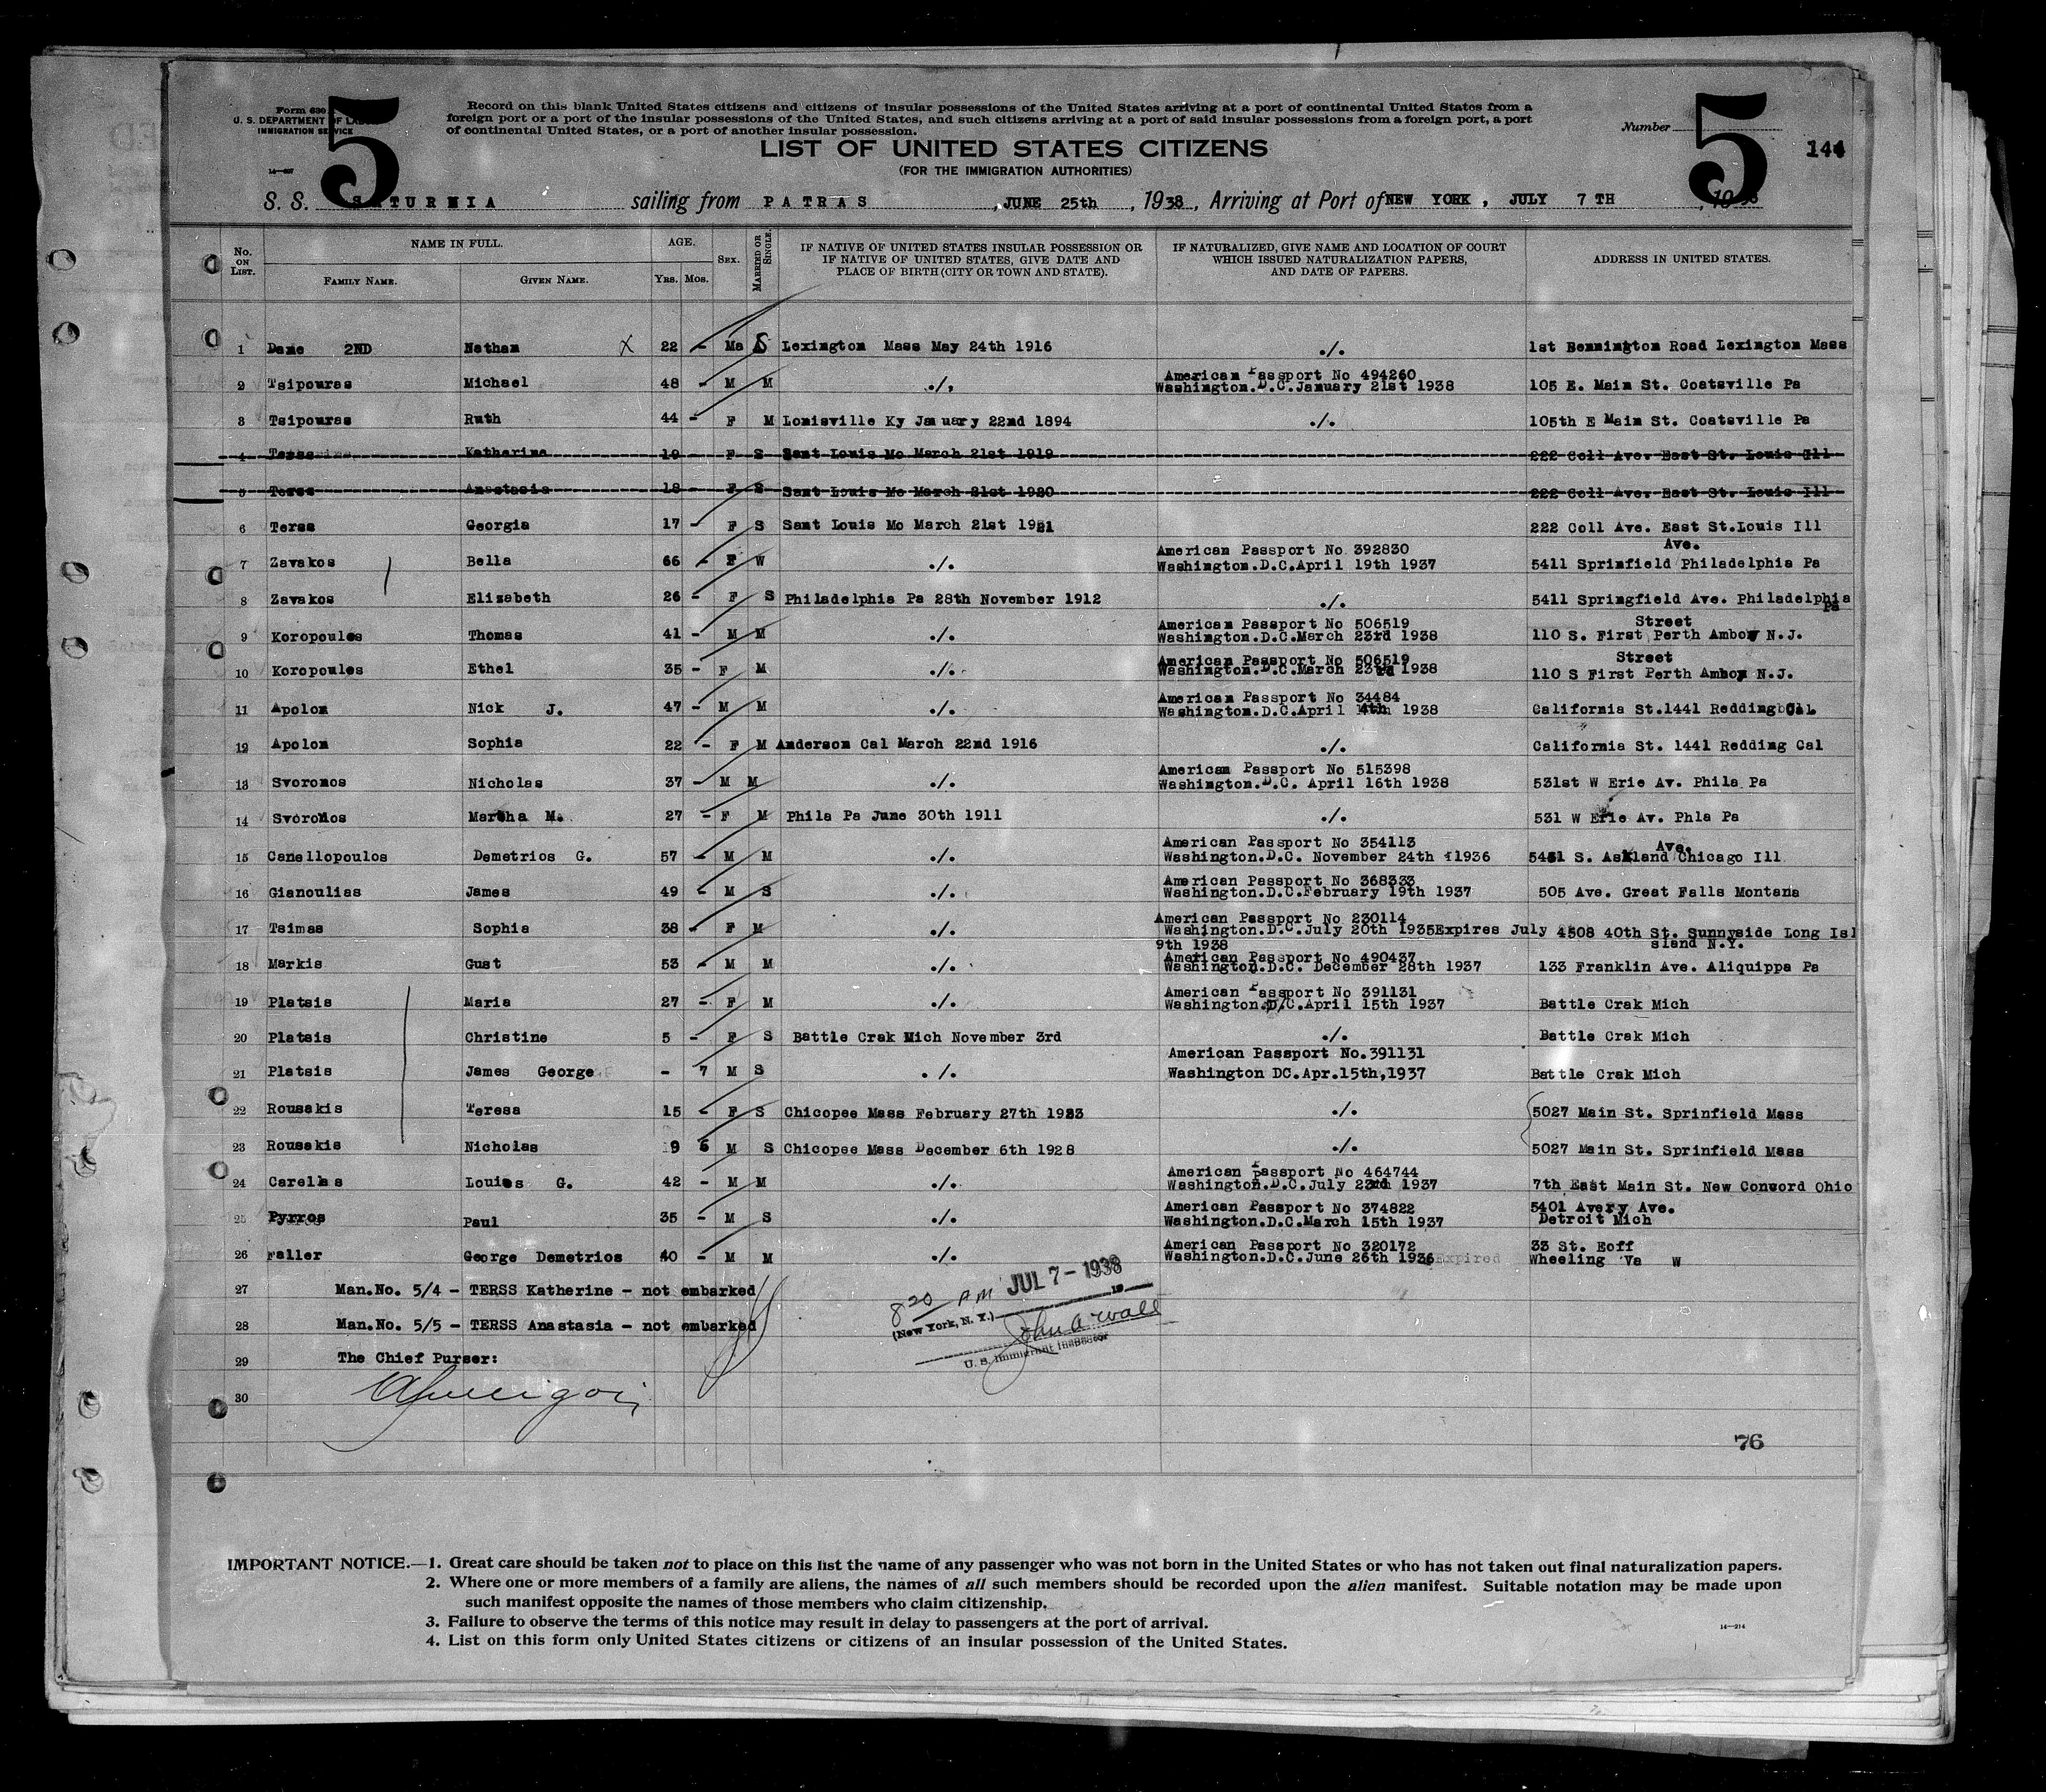 Form 630
U. S. DEPARTMENT OF LABOR
IMMIGRATION SERVICE
14—437
5
Record on this blank United States citizens and citizens of insular possessions of the United States arriving at a port of continental United States from a
foreign port or a port of the insular possessions of the United States, and such citizens arriving at a port of said insular possessions from a foreign port, a port
of continental United States, or a port of another insular possession.
Number
5
144
LIST OF UNITED STATES CITIZENS
(FOR THE IMMIGRATION AUTHORITIES)
S. S. SATURNIA sailing from PATRAS, JUNE 25th, 1938, Arriving at Port of NEW YORK, JULY 7 TH, 1938
No. ON LIST. NAME IN FULL. AGE. SEX. MARRIED OR SINGLE. IF NATIVE OF UNITED STATES INSULAR POSSESSION OR IF NATIVE OF UNITED STATES, GIVE DATE AND PLACE OF BIRTH (CITY OR TOWN AND STATE). IF NATURALIZED, GIVE NAME AND LOCATION OF COURT WHICH ISSUED NATURALIZATION PAPERS, AND DATE OF PAPERS. ADDRESS IN UNITED STATES.
FAMILY NAME. GIVEN NAME. YRS. MOS.
1 Dane 2ND Nathan X 22 - Ma S Lexington Mass May 24th 1916 ./. 1st Bennington Road Lexington Mass
2 Tsipouras Michael 48 - M M ./. American Passport No 494260 Washington.D.C.January 21st 1938 105 E. Main St. Coatsville Pa
3 Tsipouras Ruth 44 - F M Lonisville Ky January 22nd 1894 ./. 105th E Main St. Coatsville Pa
4 Terss Katherine 19 - F S Sant Louis Mo March 21st 1919 222 Coll Ave. East St. Louis Ill
5 Terss Anastasia 18 - F S Sant Louis Mo March 21st 1920 222 Coll Ave. East St. Louis Ill
6 Terss Georgia 17 - F S Sant Louis Mo March 21st 1921 222 Coll Ave. East St.Louis Ill
7 Zavakos Bella 66 - F W ./. American Passport No 392830 Washington.D.C.April 19th 1937 5411 Sprinfield Ave. Philadelphia Pa
8 Zavakos Elizabeth 26 - F S Philadelphia Pa 28th November 1912 ./. 5411 Springfield Ave. Philadelphia Pa
9 Koropoules Thomas 41 - M M ./. American Passport No 506519 Washington.D.C.March 23rd 1938 110 S. First Street Perth Amboy N.J.
10 Koropoules Ethel 35 - F M ./. American Passport No 506519 Washington.D.C.March 23rd 1938 110 S First Street Perth Amboy N.J.
11 Apolon Nick J. 47 - M M ./. American Passport No 34484 Washington.D.C.April 4th 1938 California St.1441 Redding Cal.
12 Apolon Sophia 22 - F M Anderson Cal March 22nd 1916 ./. California St. 1441 Redding Cal
13 Svoronos Nicholas 37 - M M ./. American Passport No 515398 Washington.D.C. April 16th 1938 531st W Erie Av. Phila Pa
14 Svoronos Martha M. 27 - F M Phila Pa June 30th 1911 ./. 531 W Erie Av. Phla Pa
15 Canellopoulos Demetrios G. 57 - M M ./. American Passport No 354113 Washington.D.C. November 24th 1936 5431 S. Ashland Ave. Chicago Ill
16 Gianoulias James 49 - M S ./. American Passport No 368333 Washington.D.C.February 19th 1937 505 Ave. Great Falls Montana
17 Tsimas Sophia 38 - F M ./. American Passport No 230114 Washington.D.C.July 20th 1935Expires July 9th 1938 4508 40th St. Sunnyside Long Isl sland N.Y.
18 Markis Gust 53 - M M ./. American Passport No 490437 Washington.D.C. December 28th 1937 133 Franklin Ave. Aliquippa Pa
19 Platsis Maria 27 - F M ./. American Passport No 391131 Washington.D.C.April 15th 1937 Battle Crak Mich
20 Platsis Christine 5 - F S Battle Crak Mich November 3rd ./. Battle Crak Mich
21 Platsis James George - 7 M S ./. American Passport No.391131 Washington DC.Apr.15th,1937 Battle Crak Mich
22 Rousskis Teresa 15 - F S Chicopee Mass February 27th 1923 ./. 5027 Main St. Sprinfield Mass
23 Rousskis Nicholas 9 6 M S Chicopee Mass December 6th 1928 ./. 5027 Main St. Sprinfield Mass
24 Carellas Louies G. 42 - M M ./. American Passport No 464744 Washington.D.C.July 23rd 1937 7th East Main St. New Concord Ohio
25 Pyrros Paul 35 - M S ./. American Passport No 374822 Washington.D.C.March 15th 1937 5401 Avery Ave. Detroit Mich
26 Faller George Demetrios 40 - M M ./. American Passport No 320172 Washington.D.C.June 26th 1936 Expired 33 St. Eoff Wheeling Va W
27 Man.No. 5/4 - TERSS Katherine - not embarked
28 Man.No. 5/5 - TERSS Anastasia - not embarked
29 The Chief Purser:
30
8 20 PM JUL 7 - 1938
(New York, N. Y.) 19
John A Wall
U. S. Immigrant Inspector
76
IMPORTANT NOTICE.—1. Great care should be taken not to place on this list the name of any passenger who was not born in the United States or who has not taken out final naturalization papers.
2. Where one or more members of a family are aliens, the names of all such members should be recorded upon the alien manifest. Suitable notation may be made upon
such manifest opposite the names of those members who claim citizenship.
3. Failure to observe the terms of this notice may result in delay to passengers at the port of arrival.
4. List on this form only United States citizens or citizens of an insular possession of the United States.
14—214